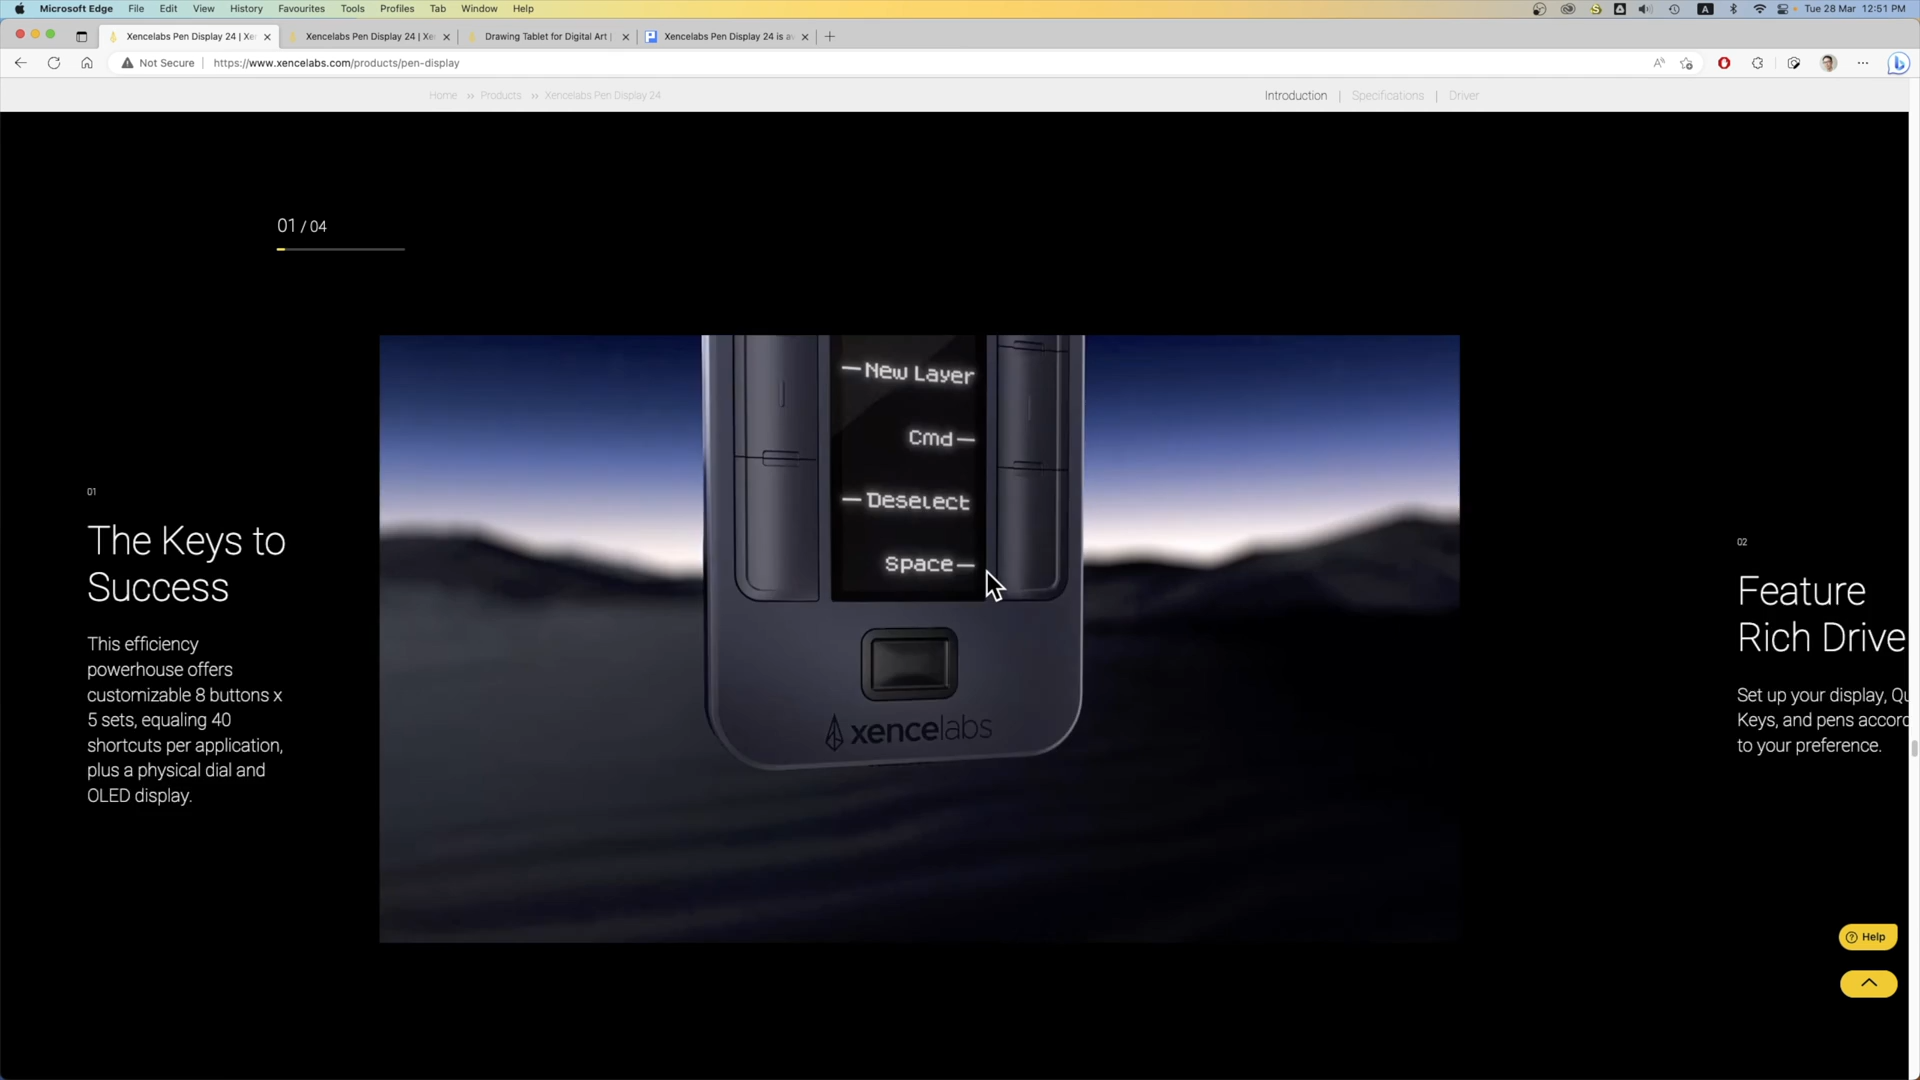 Microsoft Edge File Edit View History Favourites Tools Profiles Tab Window Help
A Tue 28 Mar 12:51 PM
Xencelabs Pen Display 24 | Xen
Xencelabs Pen Display 24 | Xe
Drawing Tablet for Digital Art |
Xencelabs Pen Display 24 is a
Not Secure https://www.xencelabs.com/products/pen-display
Home » Products » Xencelabs Pen Display 24
Introduction | Specifications | Driver
01 / 04
New Layer
Cmd
Deselect
Space
xencelabs
01
The Keys to
Success
This efficiency
powerhouse offers
customizable 8 buttons x
5 sets, equaling 40
shortcuts per application,
plus a physical dial and
OLED display.
02
Feature
Rich Drive
Set up your display, Qu
Keys, and pens accord
to your preference.
Help